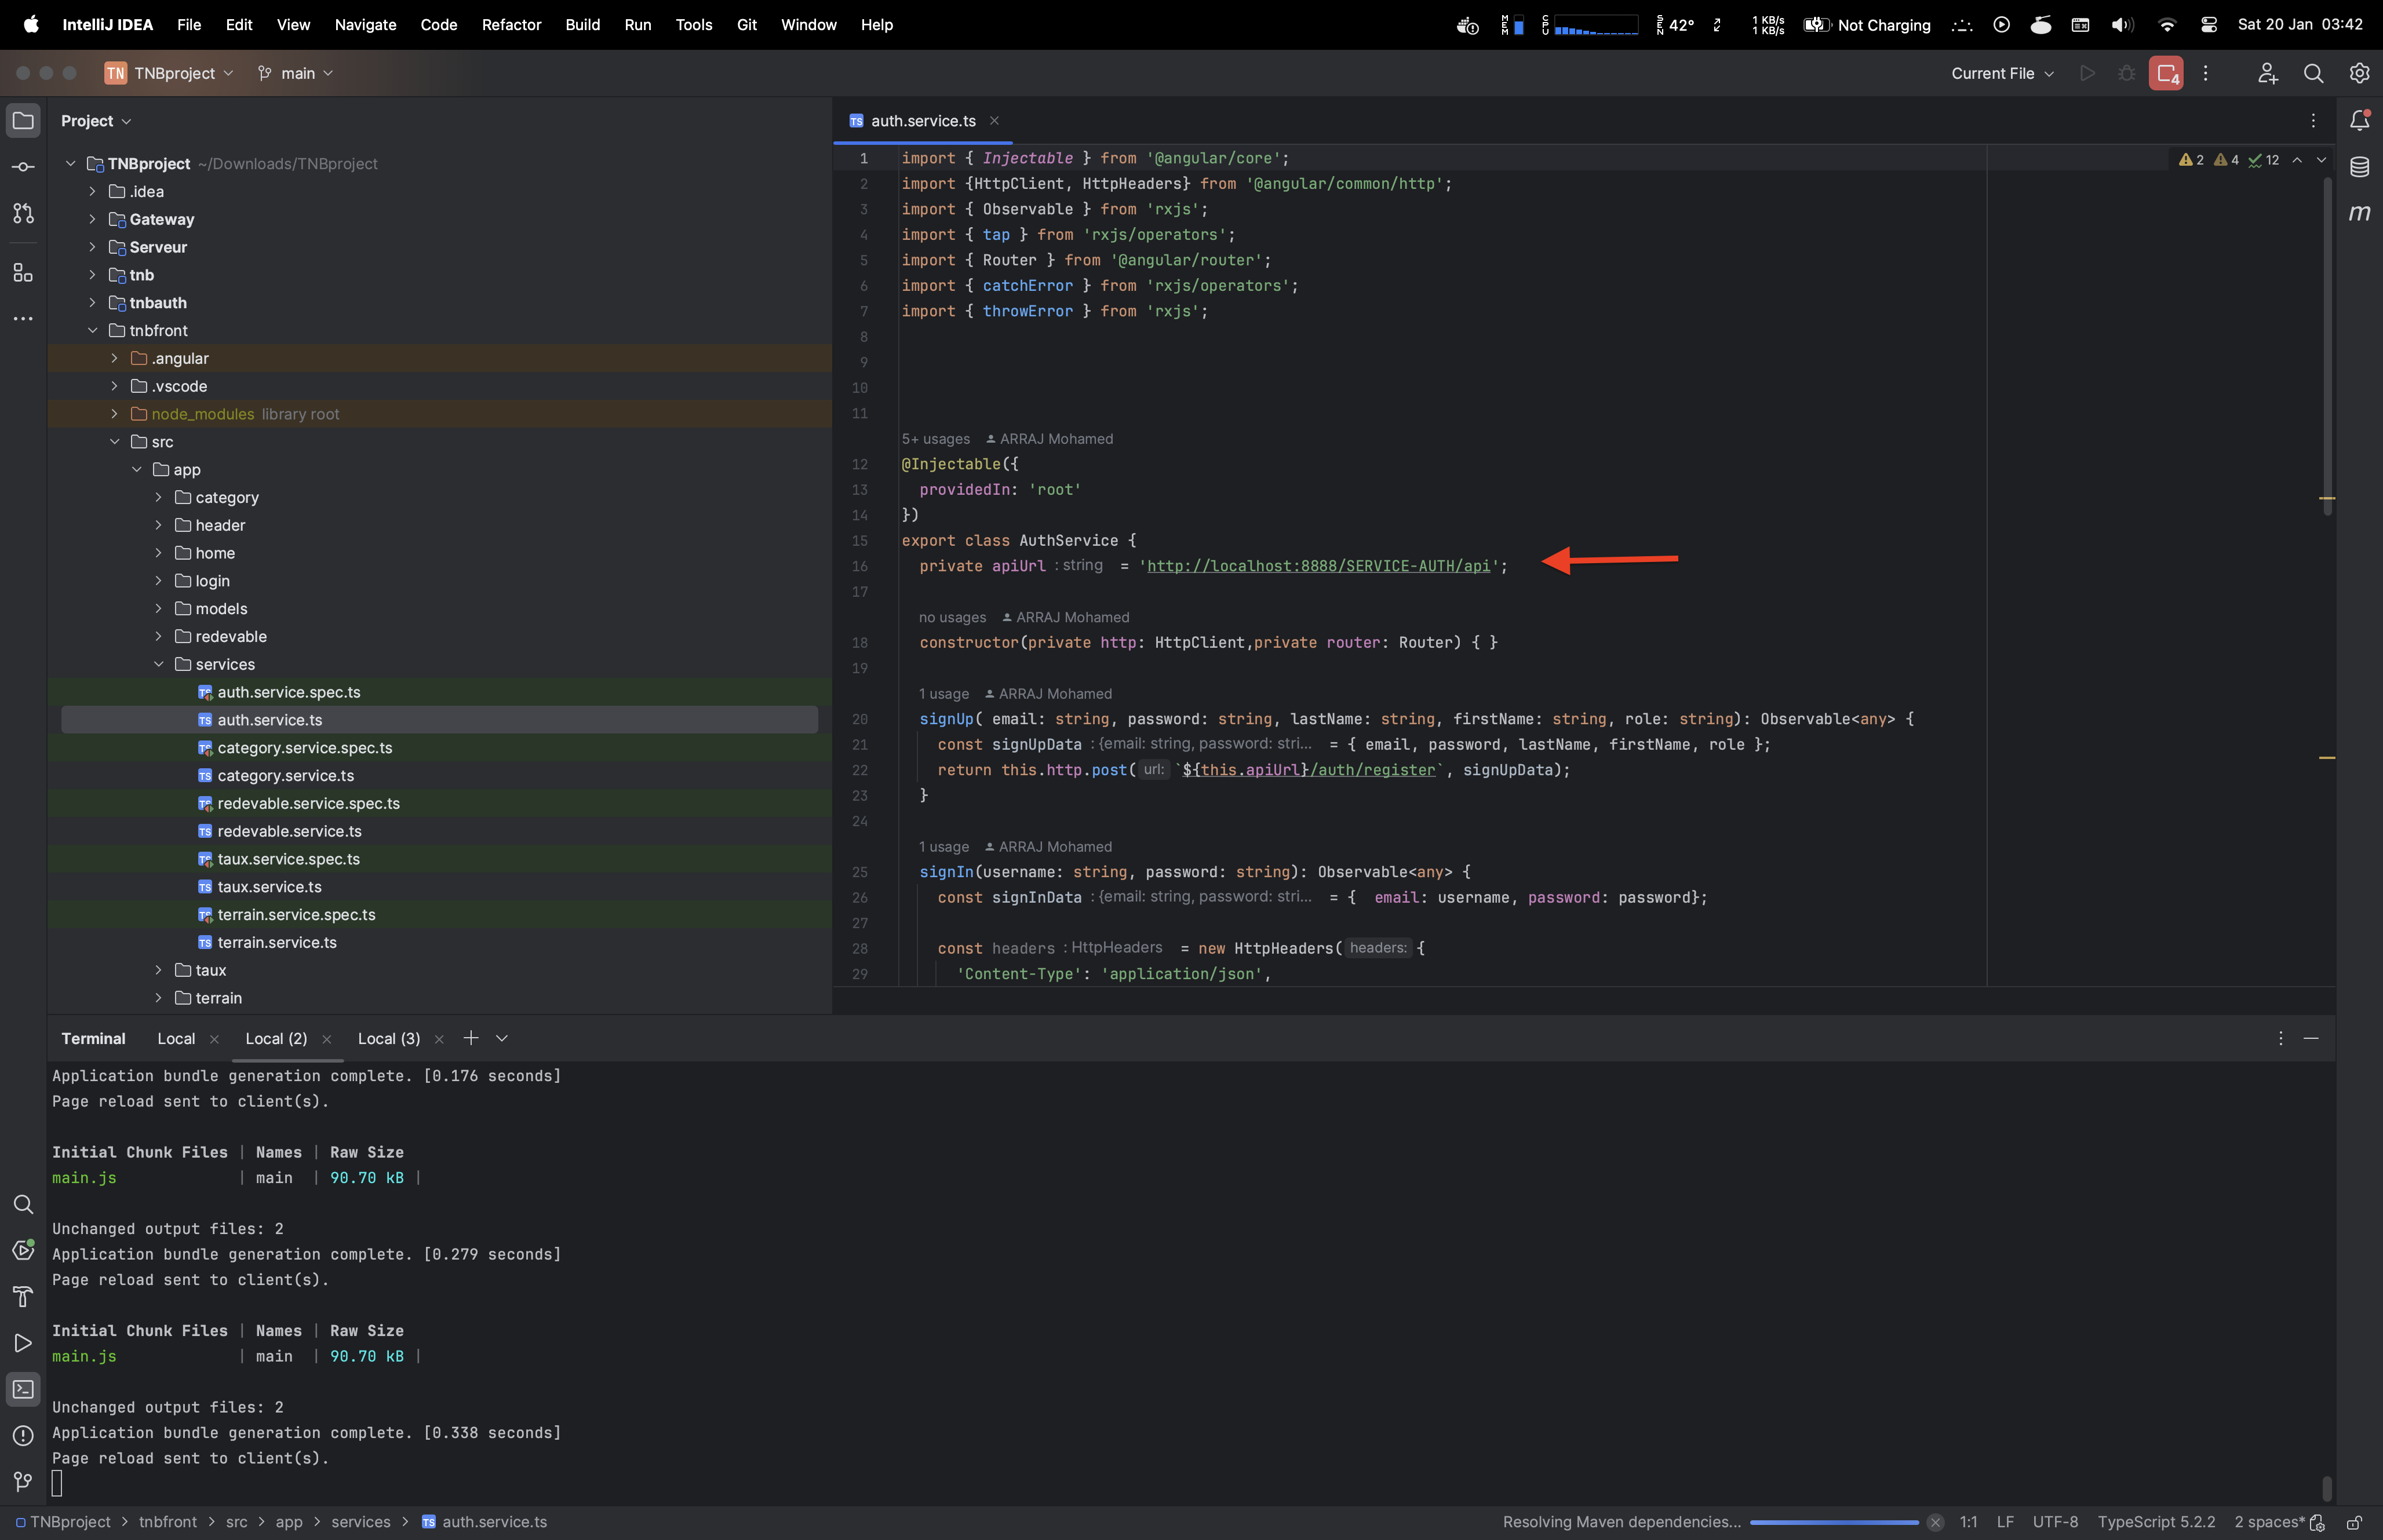 IntelliJ IDEA File Edit View Navigate Code Refactor Build Run Tools Git Window Help MEM CPU SEN 42° 1 KB/s 1 KB/s Not Charging Sat 20 Jan 03:42
TN TNBproject main Current File 4
Project
TNBproject ~/Downloads/TNBproject
.idea
Gateway
Serveur
tnb
tnbauth
tnbfront
.angular
.vscode
node_modules library root
src
app
category
header
home
login
models
redevable
services
auth.service.spec.ts
auth.service.ts
category.service.spec.ts
category.service.ts
redevable.service.spec.ts
redevable.service.ts
taux.service.spec.ts
taux.service.ts
terrain.service.spec.ts
terrain.service.ts
taux
terrain
TS auth.service.ts
2 4 12
1 import { Injectable } from '@angular/core';
2 import {HttpClient, HttpHeaders} from '@angular/common/http';
3 import { Observable } from 'rxjs';
4 import { tap } from 'rxjs/operators';
5 import { Router } from '@angular/router';
6 import { catchError } from 'rxjs/operators';
7 import { throwError } from 'rxjs';
8
9
10
11
5+ usages ARRAJ Mohamed
12 @Injectable({
13 providedIn: 'root'
14 })
15 export class AuthService {
16 private apiUrl : string = 'http://localhost:8888/SERVICE-AUTH/api';
17
no usages ARRAJ Mohamed
18 constructor(private http: HttpClient,private router: Router) { }
19
1 usage ARRAJ Mohamed
20 signUp( email: string, password: string, lastName: string, firstName: string, role: string): Observable<any> {
21 const signUpData : {email: string, password: stri... = { email, password, lastName, firstName, role };
22 return this.http.post( url: `${this.apiUrl}/auth/register`, signUpData);
23 }
24
1 usage ARRAJ Mohamed
25 signIn(username: string, password: string): Observable<any> {
26 const signInData : {email: string, password: stri... = { email: username, password: password};
27
28 const headers : HttpHeaders = new HttpHeaders( headers: {
29 'Content-Type': 'application/json',
Terminal Local Local (2) Local (3)
Application bundle generation complete. [0.176 seconds]
Page reload sent to client(s).
Initial Chunk Files | Names | Raw Size
main.js | main | 90.70 kB |
Unchanged output files: 2
Application bundle generation complete. [0.279 seconds]
Page reload sent to client(s).
Initial Chunk Files | Names | Raw Size
main.js | main | 90.70 kB |
Unchanged output files: 2
Application bundle generation complete. [0.338 seconds]
Page reload sent to client(s).
TNBproject > tnbfront > src > app > services > TS auth.service.ts Resolving Maven dependencies... 1:1 LF UTF-8 TypeScript 5.2.2 2 spaces*